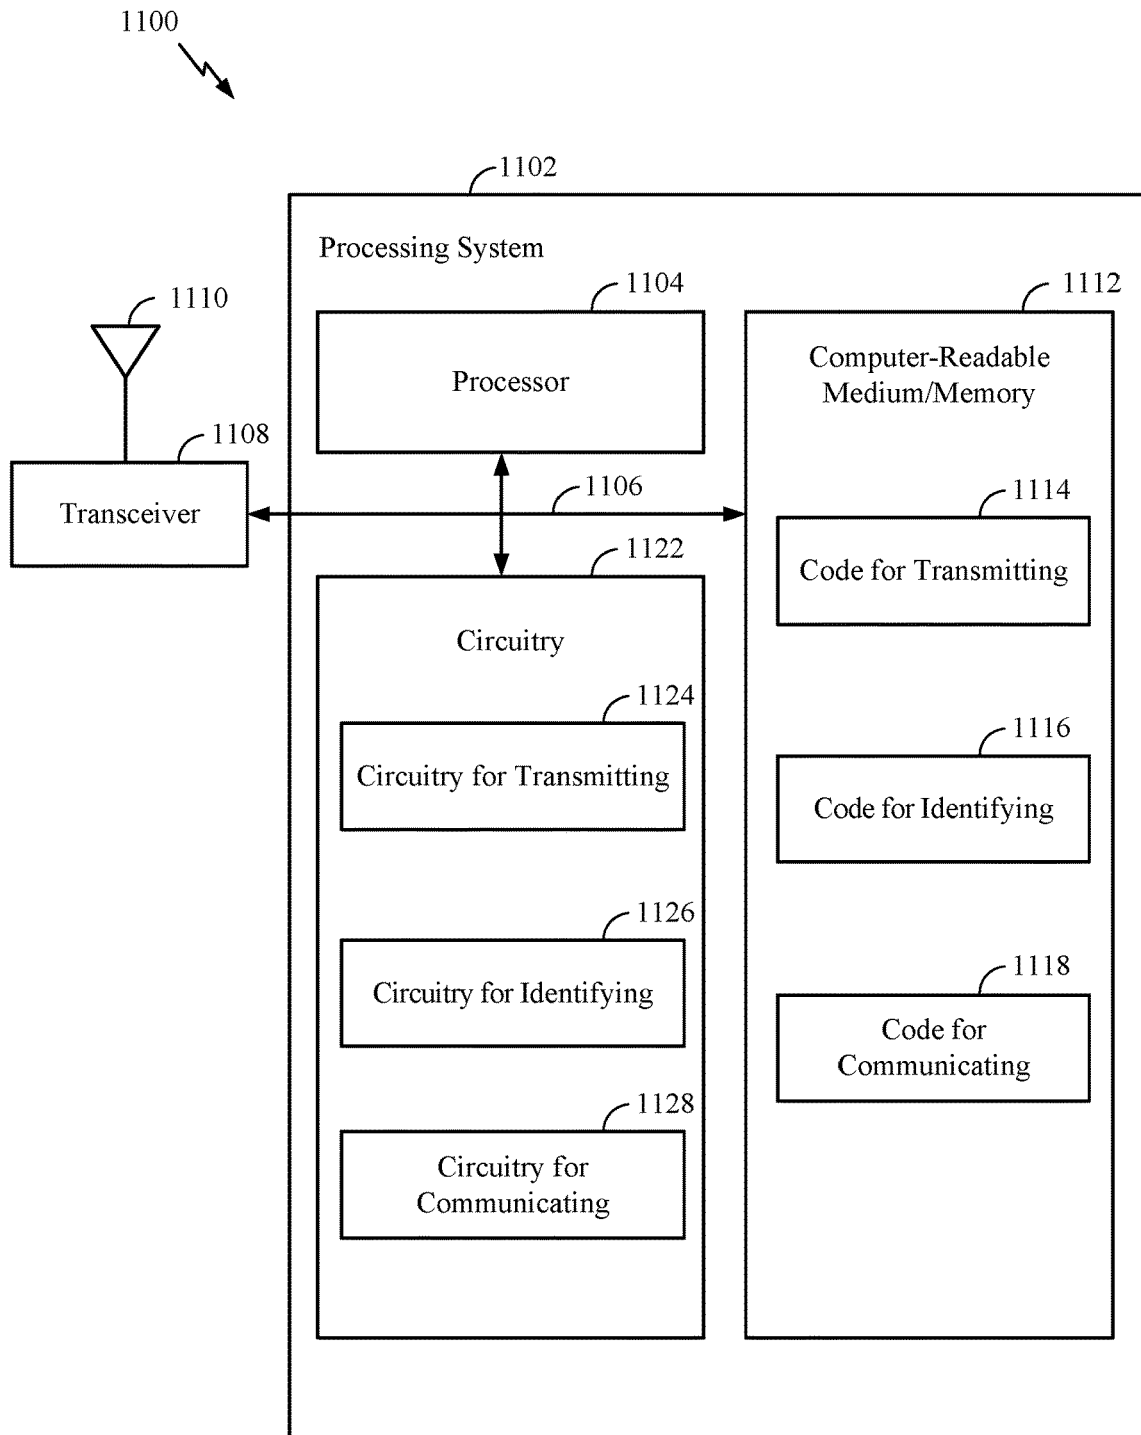 1100
1102
Processing System
1104
1112
1110
Processor
Computer-Readable
Medium/Memory
1108
Transceiver
1106
1114
Code for Transmitting
1122
Circuitry
1124
Circuitry for Transmitting
1116
Code for Identifying
1126
Circuitry for Identifying
1118
Code for
Communicating
1128
Circuitry for
Communicating